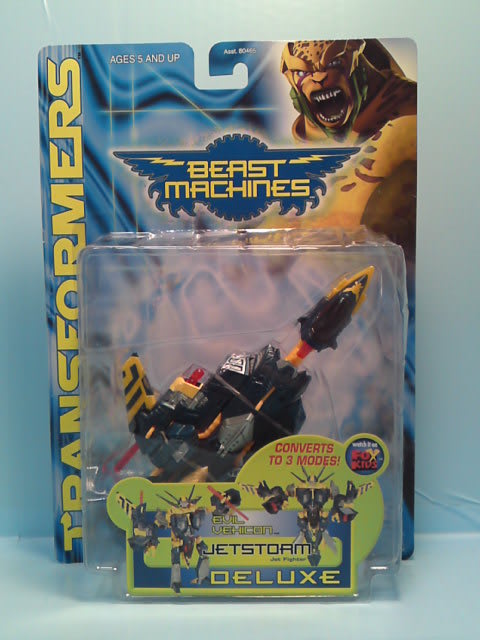 AGES 5 AND UP
Asst. 80465
TRANSFORMERS
BEAST
MACHINES
CONVERTS
TO 3 MODES!
watch it on
FOX
KIDS
EVIL
VEHICON
JETSTORM
Jet Fighter
DELUXE